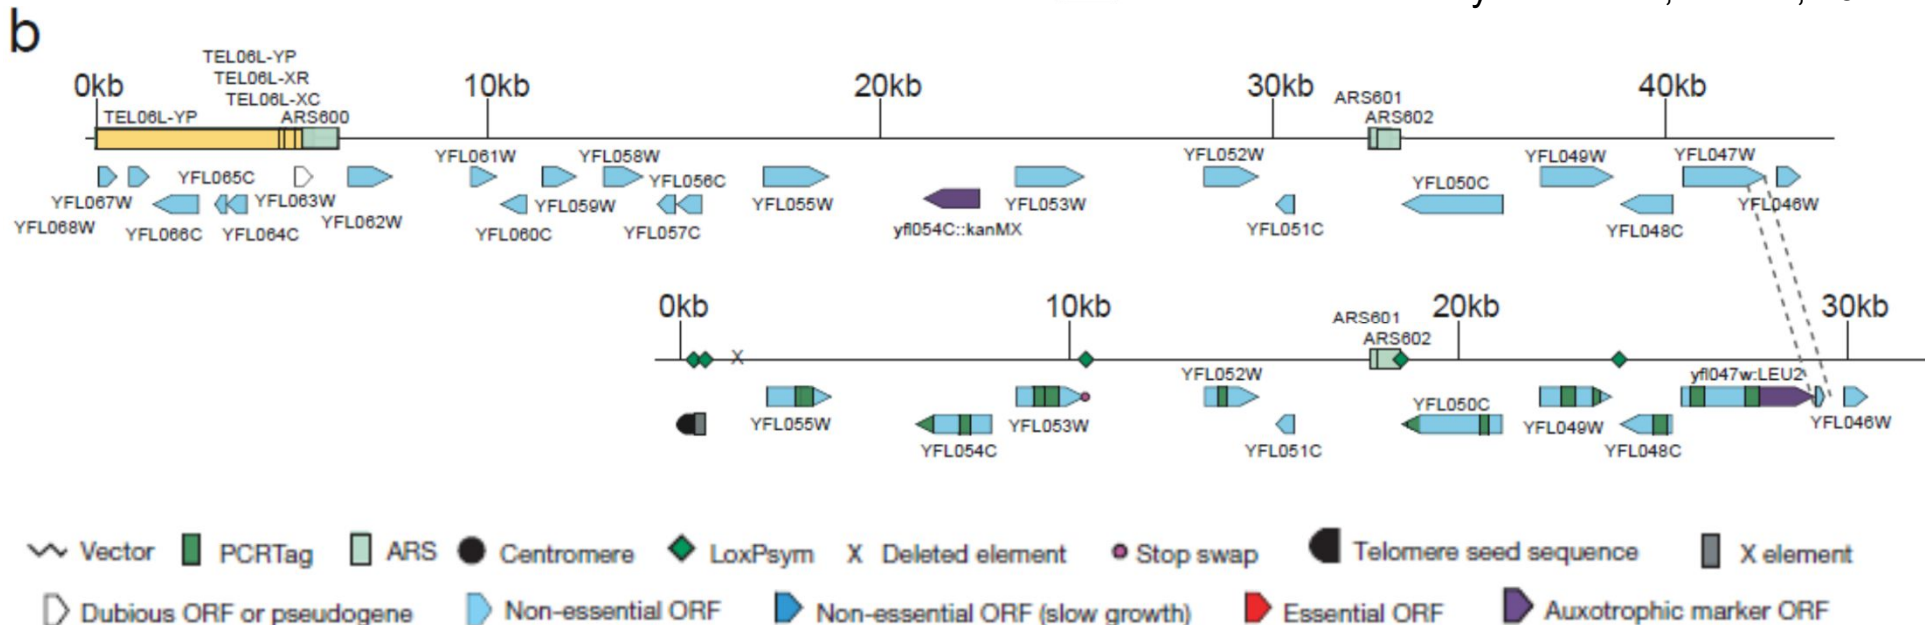 b
TEL06L-YP
0kb TEL06L-XR 10kb 20kb 30kb 40kb
TEL06L-XC ARS601
TEL06L-YP ARS600 ARS602
YFL061W YFL058W YFL052W YFL049W YFL047W
YFL065C YFL056C YFL050C
YFL067W YFL063W YFL059W YFL055W YFL053W YFL046W
YFL068W YFL066C YFL064C YFL062W YFL060C YFL057C yfl054C::kanMX YFL051C YFL048C
0kb 10kb 20kb 30kb
ARS601
ARS602
X
YFL052W yfl047w:LEU2
YFL050C
YFL055W YFL053W YFL049W YFL046W
YFL054C YFL051C YFL048C
Vector PCRTag ARS Centromere LoxPsym X Deleted element Stop swap Telomere seed sequence X element
Dubious ORF or pseudogene Non-essential ORF Non-essential ORF (slow growth) Essential ORF Auxotrophic marker ORF